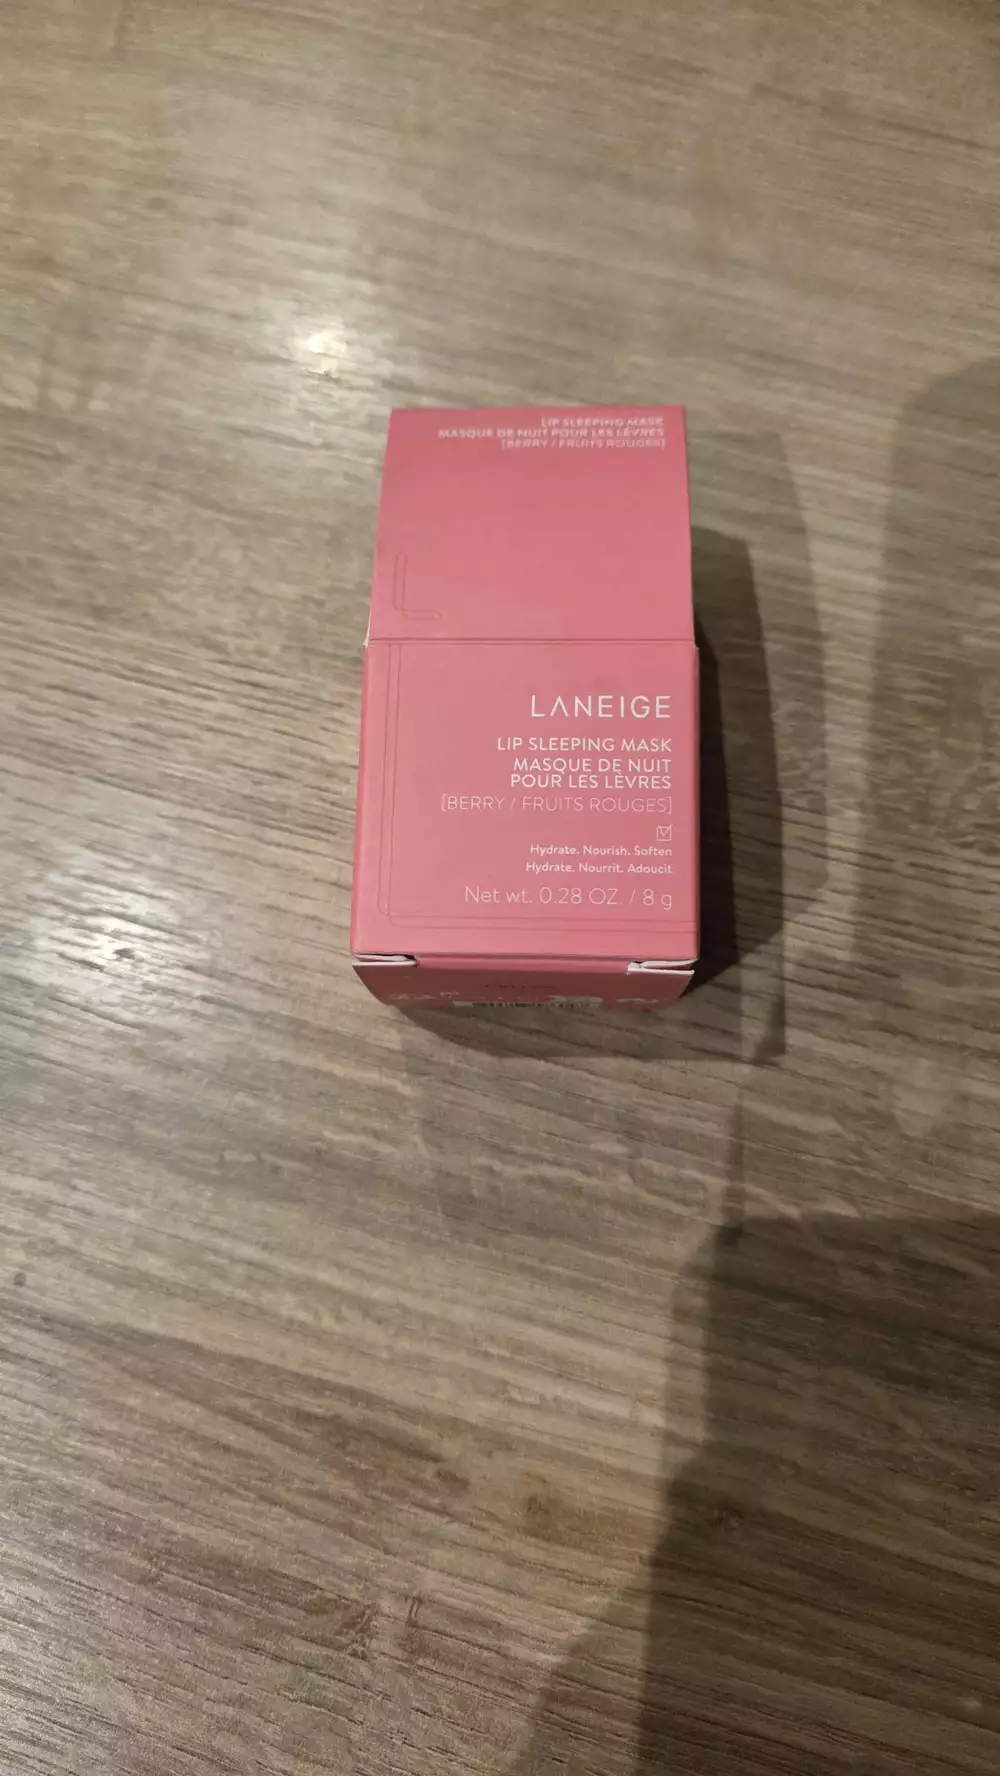 LIP SLEEPING MASK
MASQUE DE NUIT POUR LES LÈVRES
[BERRY / FRUITS ROUGES]
LANEIGE
LIP SLEEPING MASK
MASQUE DE NUIT
POUR LES LÈVRES
[BERRY / FRUITS ROUGES]
Hydrate. Nourish. Soften
Hydrate. Nourrit. Adoucit
Net wt. 0.28 OZ. / 8 g